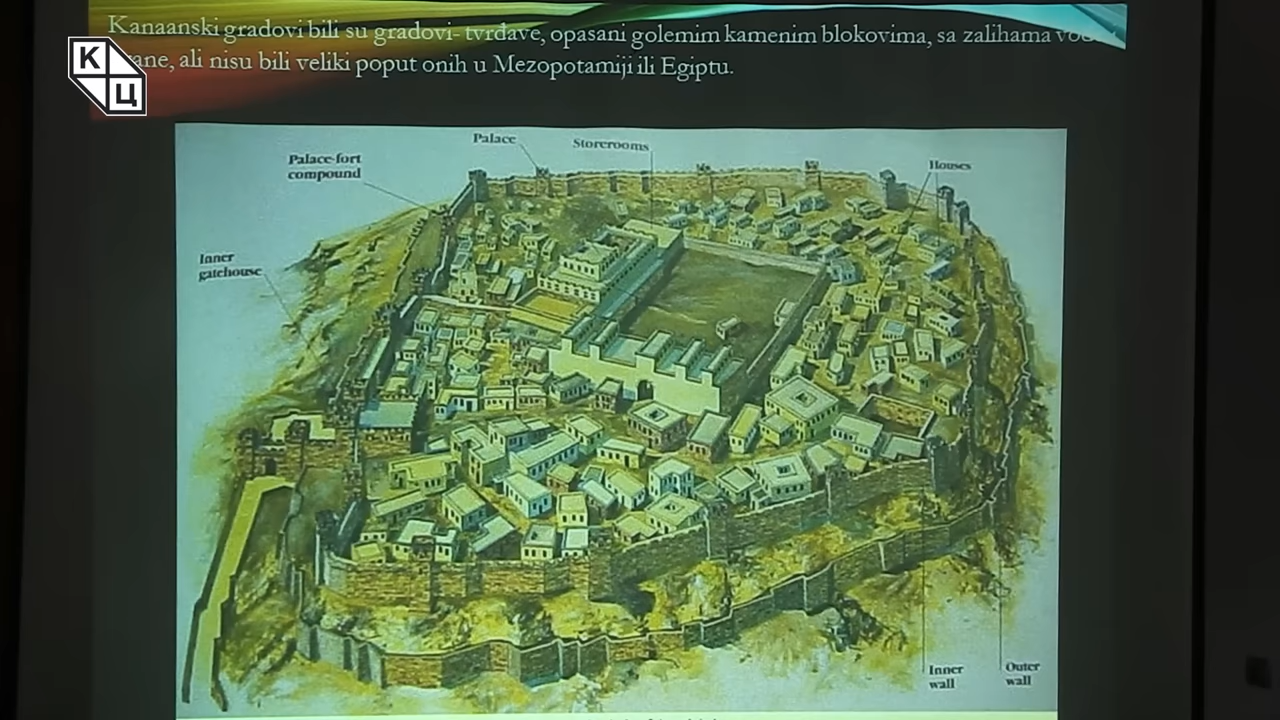 Kanaanski gradovi bili su gradovi- tvrđave, opasani golemim kamenim blokovima, sa zalihama
ali nisu bili veliki poput onih u Mezopotamiji ili Egiptu.
К
Ц
Palace
Storerooms
Palace-fort
compound
Houses
Inner
gatehouse
Inner
wall
Outer
wall